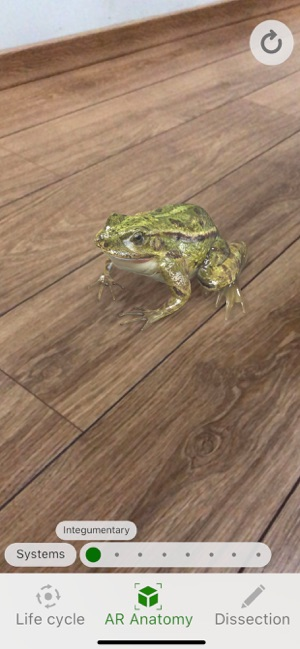 Integumentary
Systems
Life cycle
AR Anatomy
Dissection